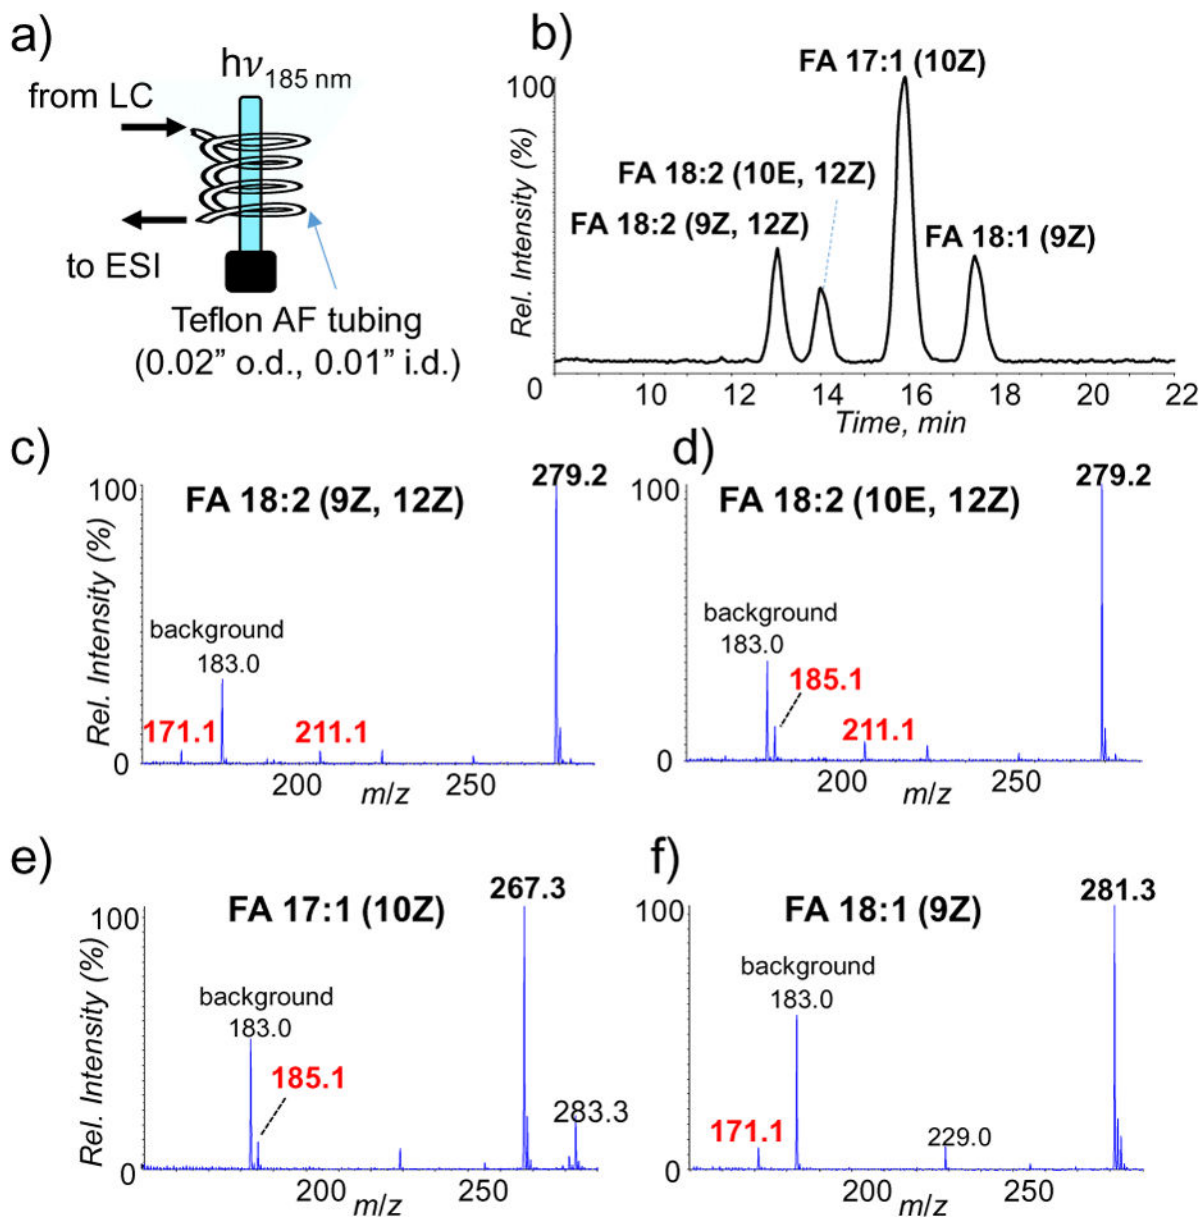 a)
hν 185 nm
from LC
to ESI
Teflon AF tubing
(0.02” o.d., 0.01” i.d.)
b)
Rel. Intensity (%)
100
0
FA 17:1 (10Z)
FA 18:2 (10E, 12Z)
FA 18:2 (9Z, 12Z)
FA 18:1 (9Z)
10 12 14 16 18 20 22
Time, min
c)
Rel. Intensity (%)
100
0
FA 18:2 (9Z, 12Z)
279.2
background
183.0
171.1
211.1
200 250
m/z
d)
100
0
FA 18:2 (10E, 12Z)
279.2
background
183.0
185.1
211.1
200 250
m/z
e)
Rel. Intensity (%)
100
0
FA 17:1 (10Z)
267.3
background
183.0
185.1
283.3
200 250
m/z
f)
100
0
FA 18:1 (9Z)
281.3
background
183.0
171.1
229.0
200 250
m/z